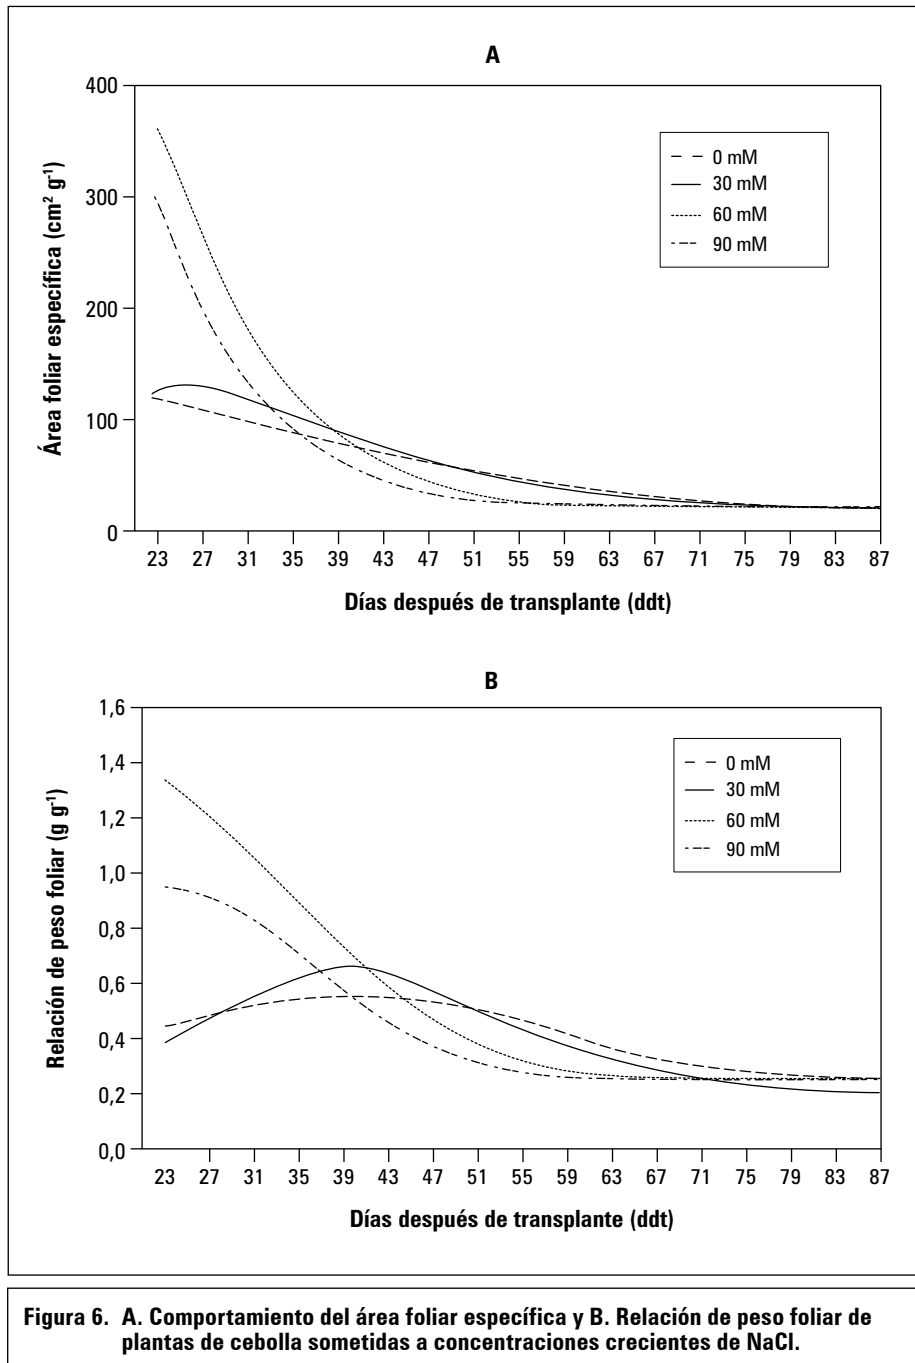 A
400
300
200
100
0
Área foliar específica (cm² g⁻¹)
0 mM
30 mM
60 mM
90 mM
23 27 31 35 39 43 47 51 55 59 63 67 71 75 79 83 87
Días después de transplante (ddt)
B
1,6
1,4
1,2
1,0
0,8
0,6
0,4
0,2
0,0
Relación de peso foliar (g g⁻¹)
0 mM
30 mM
60 mM
90 mM
23 27 31 35 39 43 47 51 55 59 63 67 71 75 79 83 87
Días después de transplante (ddt)
Figura 6. A. Comportamiento del área foliar específica y B. Relación de peso foliar de
plantas de cebolla sometidas a concentraciones crecientes de NaCl.